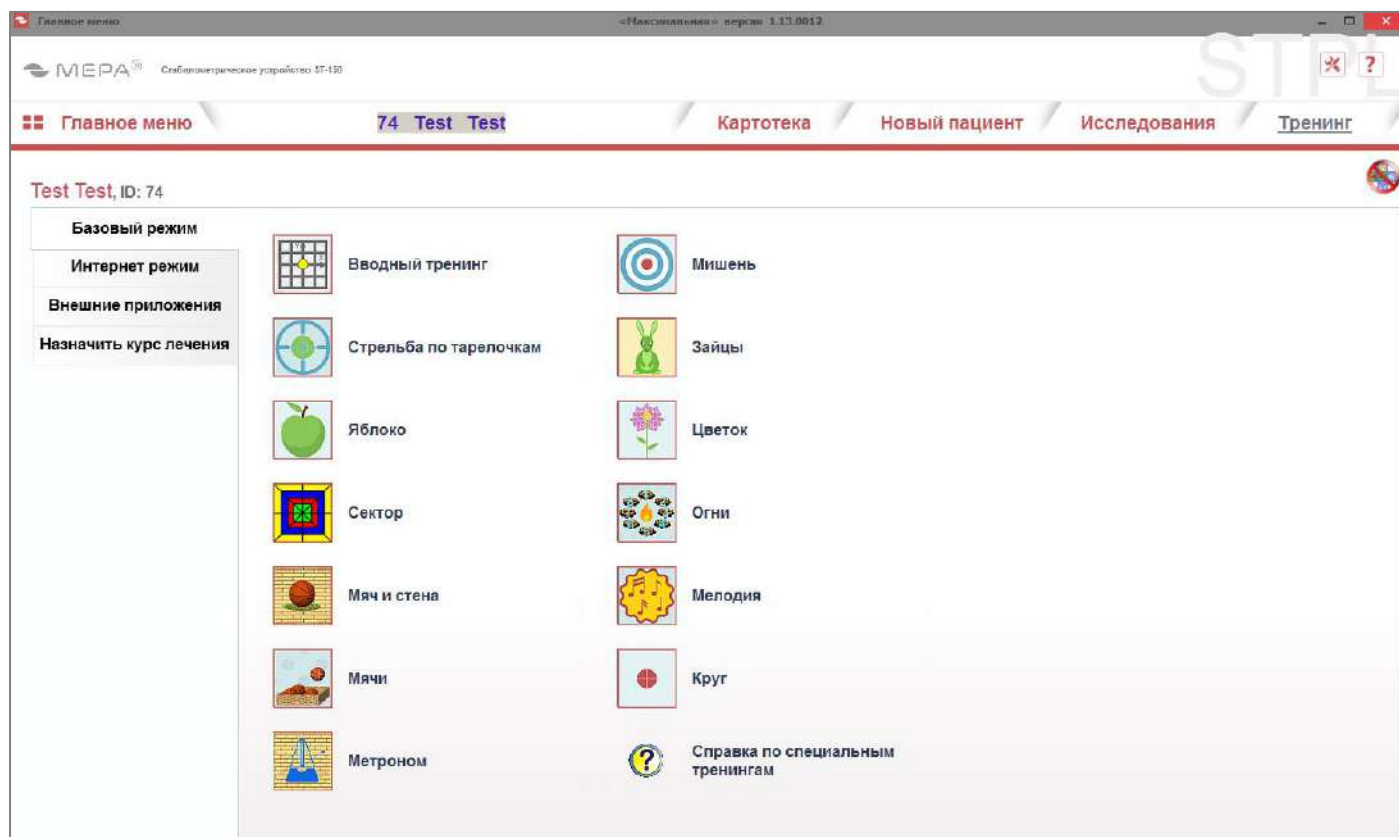 Главное меню
«Максимальная» версия 1.13.0012
МЕРА® Стабилометрическое устройство ST-150
STPL
Главное меню
74 Test Test
Картотека
Новый пациент
Исследования
Тренинг
Test Test, ID: 74
Базовый режим
Интернет режим
Внешние приложения
Назначить курс лечения
Вводный тренинг
Мишень
Стрельба по тарелочкам
Зайцы
Яблоко
Цветок
Сектор
Огни
Мяч и стена
Мелодия
Мячи
Круг
Метроном
Справка по специальным
тренингам